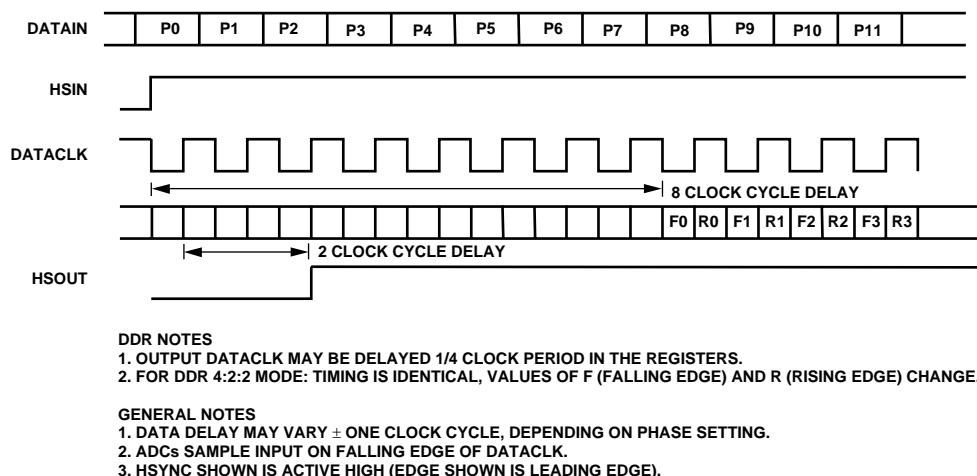 DATAIN P0 P1 P2 P3 P4 P5 P6 P7 P8 P9 P10 P11
HSIN
DATACLK
8 CLOCK CYCLE DELAY
F0 R0 F1 R1 F2 R2 F3 R3
2 CLOCK CYCLE DELAY
HSOUT
DDR NOTES
1. OUTPUT DATACLK MAY BE DELAYED 1/4 CLOCK PERIOD IN THE REGISTERS.
2. FOR DDR 4:2:2 MODE: TIMING IS IDENTICAL, VALUES OF F (FALLING EDGE) AND R (RISING EDGE) CHANGE.
GENERAL NOTES
1. DATA DELAY MAY VARY ± ONE CLOCK CYCLE, DEPENDING ON PHASE SETTING.
2. ADCs SAMPLE INPUT ON FALLING EDGE OF DATACLK.
3. HSYNC SHOWN IS ACTIVE HIGH (EDGE SHOWN IS LEADING EDGE).